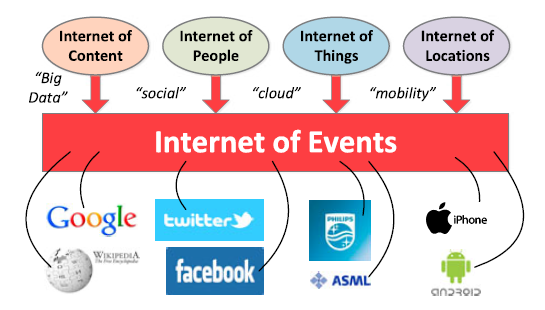 Internet of
Content
Internet of
People
Internet of
Things
Internet of
Locations
“Big
Data”
“social”
“cloud”
“mobility”
Internet of Events
Google
twitter
PHILIPS
iPhone
WIKIPEDIA
The Free Encyclopedia
facebook
ASML
ANDROID